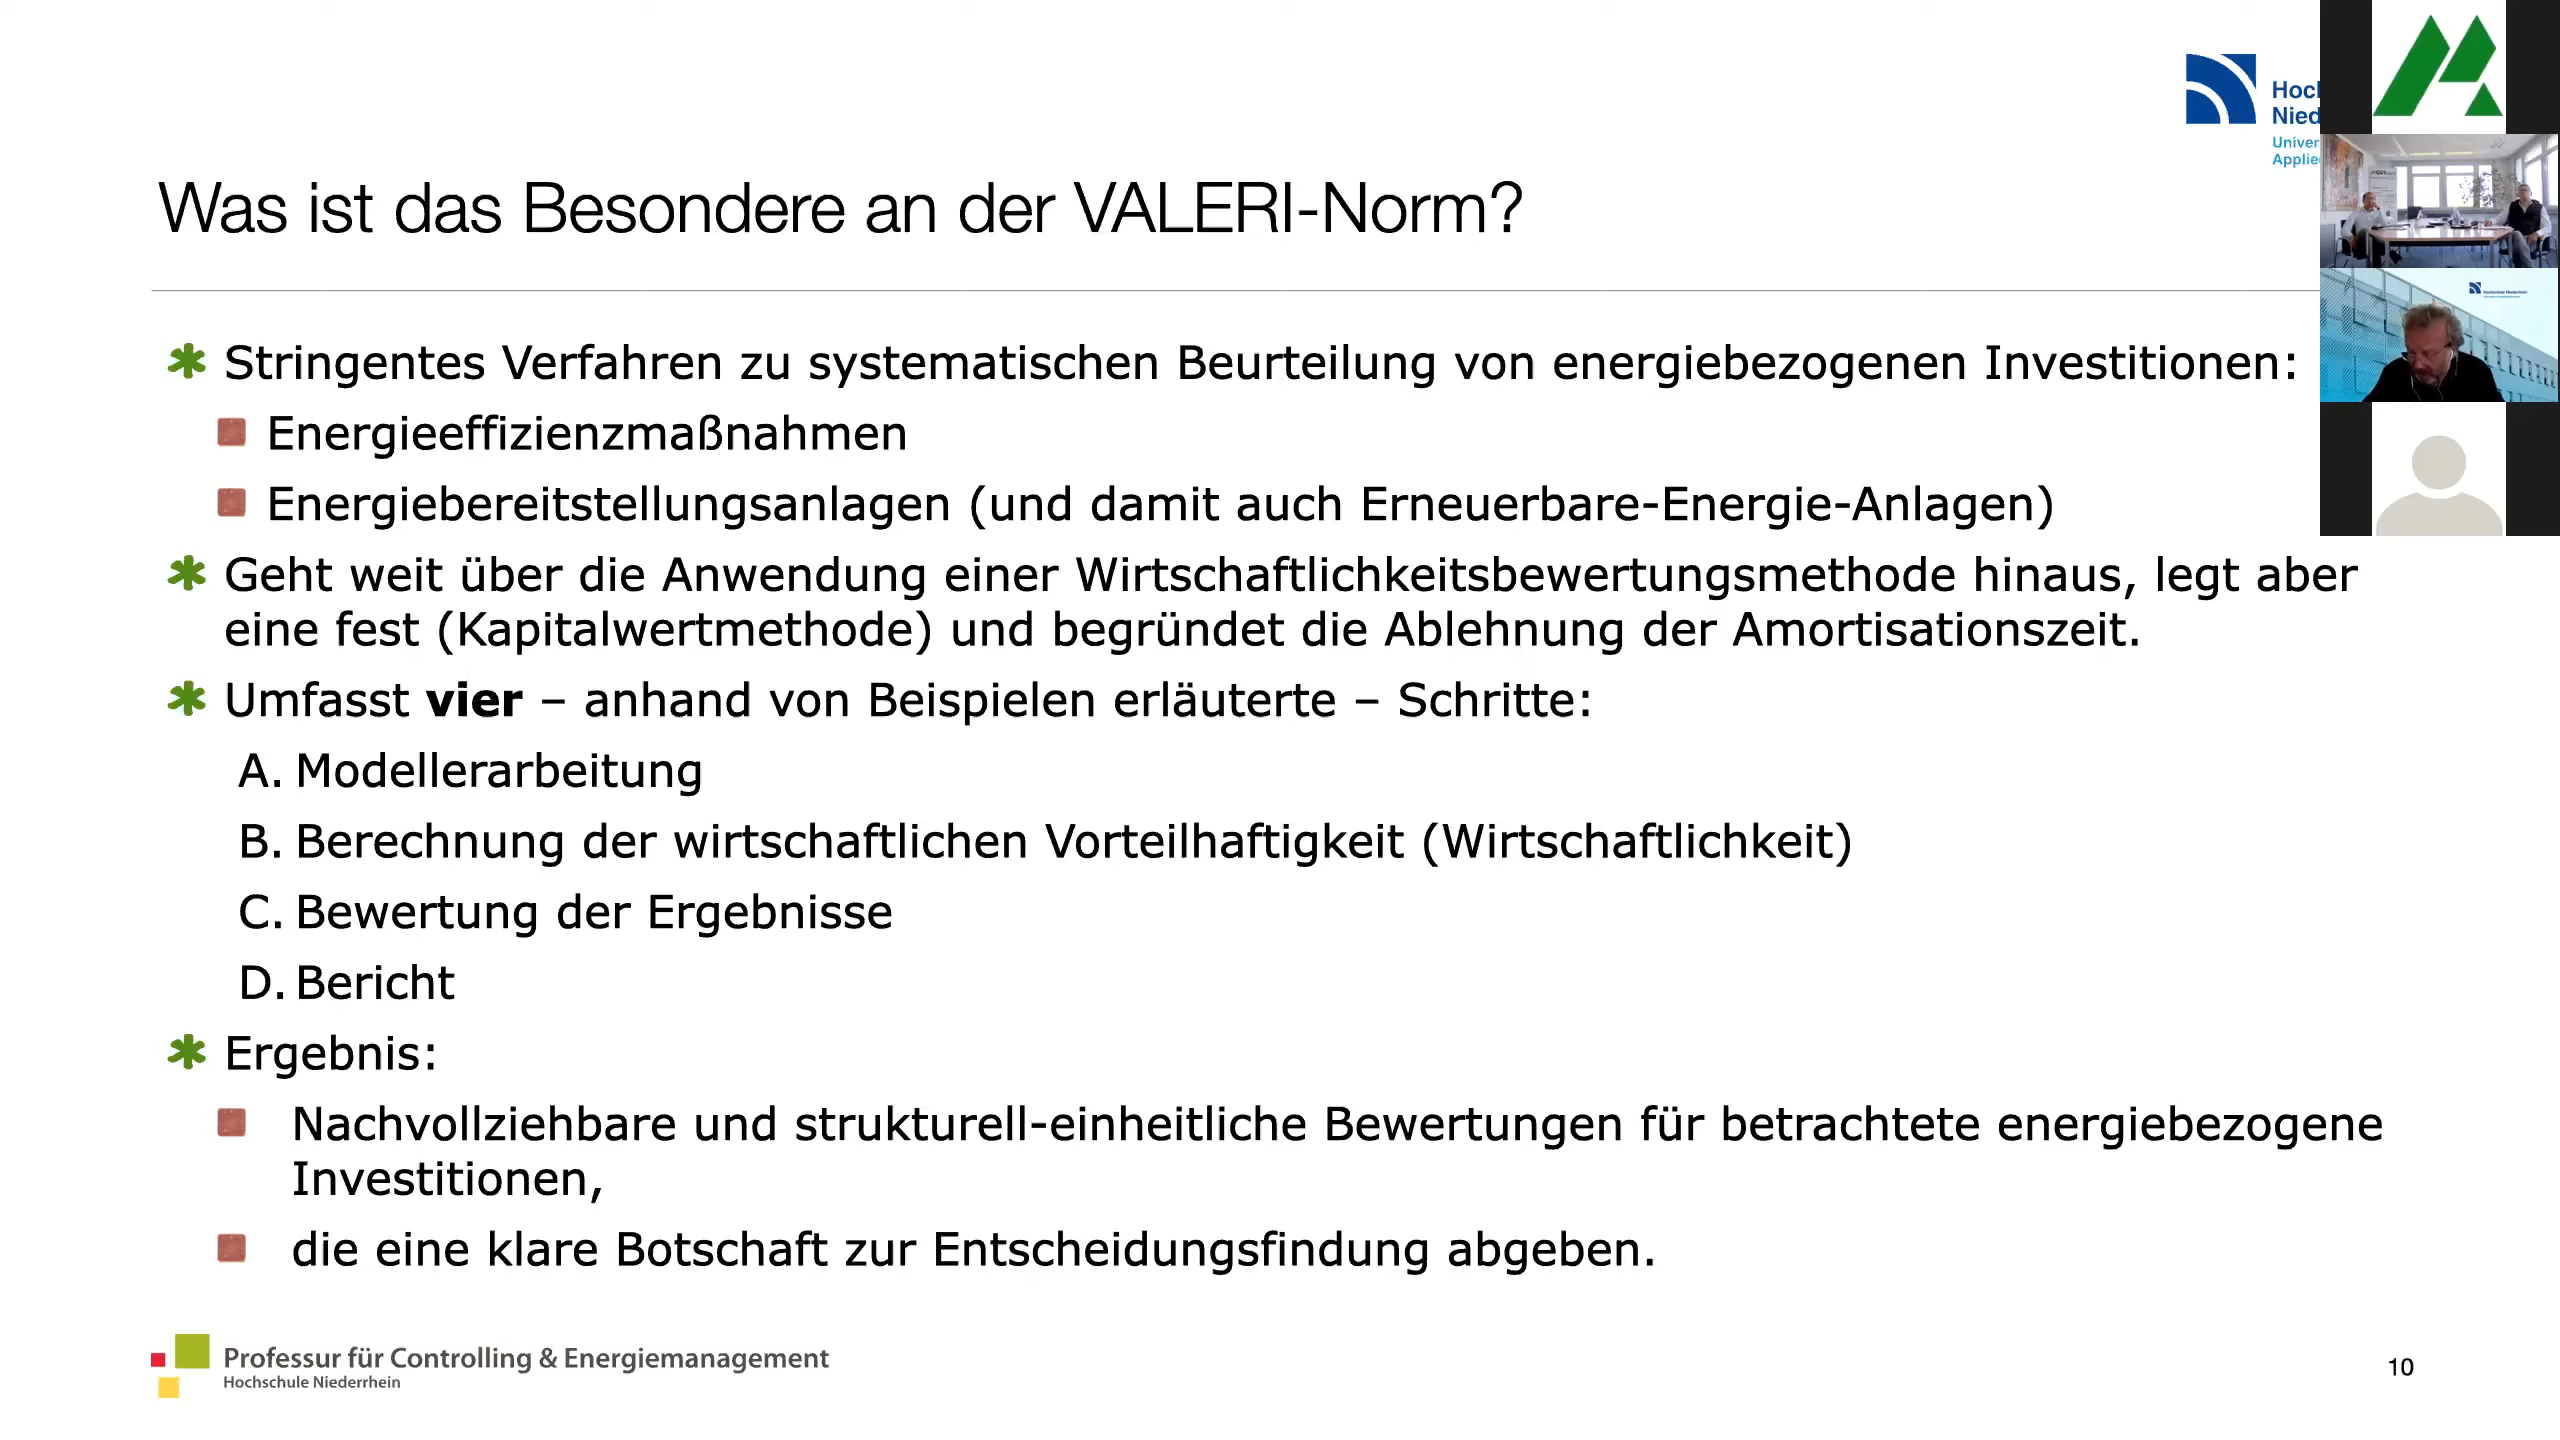 Was ist das Besondere an der VALERI-Norm?
Stringentes Verfahren zu systematischen Beurteilung von energiebezogenen Investitionen:
Energieeffizienzmaßnahmen
Energiebereitstellungsanlagen (und damit auch Erneuerbare-Energie-Anlagen)
Geht weit über die Anwendung einer Wirtschaftlichkeitsbewertungsmethode hinaus, legt aber
eine fest (Kapitalwertmethode) und begründet die Ablehnung der Amortisationszeit.
Umfasst vier – anhand von Beispielen erläuterte – Schritte:
A. Modellerarbeitung
B. Berechnung der wirtschaftlichen Vorteilhaftigkeit (Wirtschaftlichkeit)
C. Bewertung der Ergebnisse
D. Bericht
Ergebnis:
Nachvollziehbare und strukturell-einheitliche Bewertungen für betrachtete energiebezogene
Investitionen,
die eine klare Botschaft zur Entscheidungsfindung abgeben.
Professur für Controlling & Energiemanagement
Hochschule Niederrhein
10